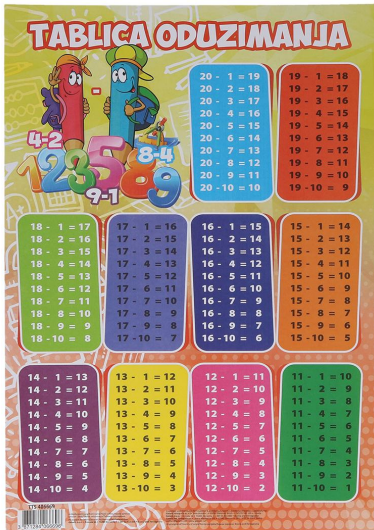 TABLICA ODUZIMANJA
1 - 1
4-2
8-4
9-1
1 2 3 5 8 9
20 - 1 = 19
20 - 2 = 18
20 - 3 = 17
20 - 4 = 16
20 - 5 = 15
20 - 6 = 14
20 - 7 = 13
20 - 8 = 12
20 - 9 = 11
20 - 10 = 10
19 - 1 = 18
19 - 2 = 17
19 - 3 = 16
19 - 4 = 15
19 - 5 = 14
19 - 6 = 13
19 - 7 = 12
19 - 8 = 11
19 - 9 = 10
19 - 10 = 9
18 - 1 = 17
18 - 2 = 16
18 - 3 = 15
18 - 4 = 14
18 - 5 = 13
18 - 6 = 12
18 - 7 = 11
18 - 8 = 10
18 - 9 = 9
18 - 10 = 8
17 - 1 = 16
17 - 2 = 15
17 - 3 = 14
17 - 4 = 13
17 - 5 = 12
17 - 6 = 11
17 - 7 = 10
17 - 8 = 9
17 - 9 = 8
17 - 10 = 7
16 - 1 = 15
16 - 2 = 14
16 - 3 = 13
16 - 4 = 12
16 - 5 = 11
16 - 6 = 10
16 - 7 = 9
16 - 8 = 8
16 - 9 = 7
16 - 10 = 6
15 - 1 = 14
15 - 2 = 13
15 - 3 = 12
15 - 4 = 11
15 - 5 = 10
15 - 6 = 9
15 - 7 = 8
15 - 8 = 7
15 - 9 = 6
15 - 10 = 5
14 - 1 = 13
14 - 2 = 12
14 - 3 = 11
14 - 4 = 10
14 - 5 = 9
14 - 6 = 8
14 - 7 = 7
14 - 8 = 6
14 - 9 = 5
14 - 10 = 4
13 - 1 = 12
13 - 2 = 11
13 - 3 = 10
13 - 4 = 9
13 - 5 = 8
13 - 6 = 7
13 - 7 = 6
13 - 8 = 5
13 - 9 = 4
13 - 10 = 3
12 - 1 = 11
12 - 2 = 10
12 - 3 = 9
12 - 4 = 8
12 - 5 = 7
12 - 6 = 6
12 - 7 = 5
12 - 8 = 4
12 - 9 = 3
12 - 10 = 2
11 - 1 = 10
11 - 2 = 9
11 - 3 = 8
11 - 4 = 7
11 - 5 = 6
11 - 6 = 5
11 - 7 = 4
11 - 8 = 3
11 - 9 = 2
11 - 10 = 1